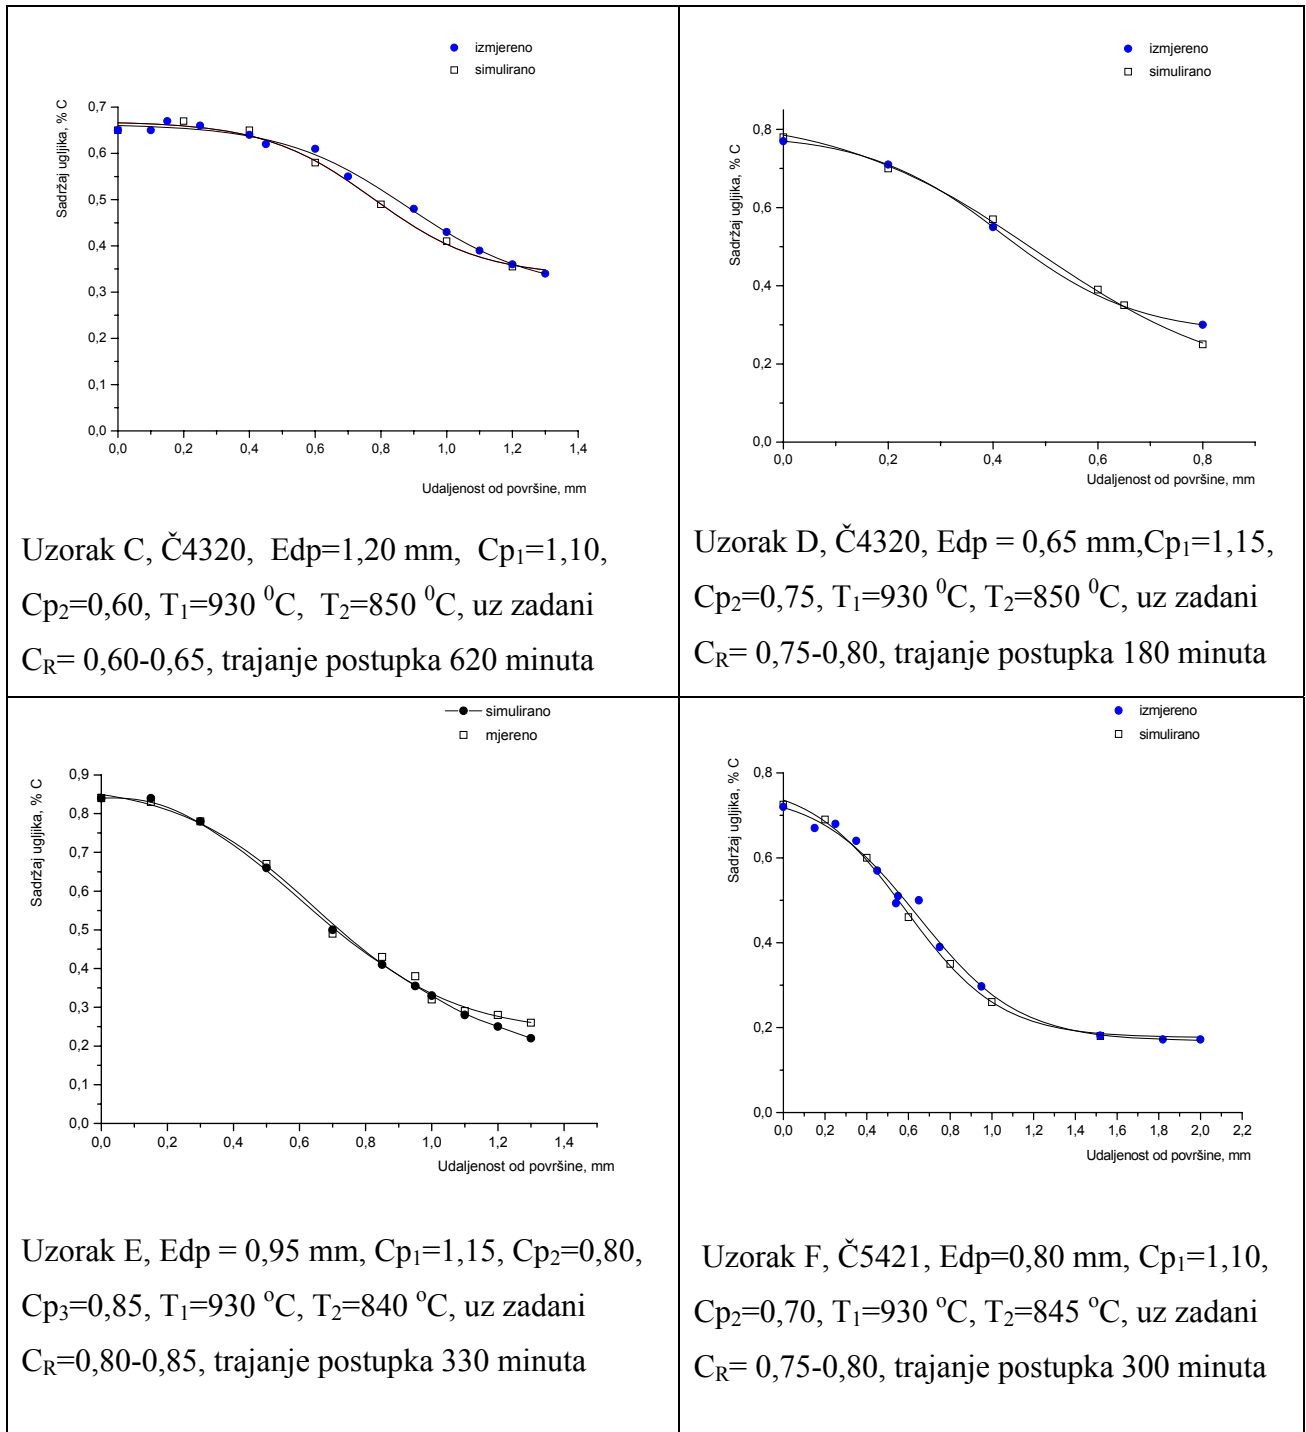 izmjereno
simulirano
Sadržaj ugljika, % C
0,7
0,6
0,5
0,4
0,3
0,2
0,1
0,0
0,0 0,2 0,4 0,6 0,8 1,0 1,2 1,4
Udaljenost od površine, mm
Uzorak C, Č4320, Edp=1,20 mm, Cp₁=1,10,
Cp₂=0,60, T₁=930 ⁰C, T₂=850 ⁰C, uz zadani
C_R= 0,60-0,65, trajanje postupka 620 minuta
izmjereno
simulirano
Sadržaj ugljika, % C
0,8
0,6
0,4
0,2
0,0
0,0 0,2 0,4 0,6 0,8
Udaljenost od površine, mm
Uzorak D, Č4320, Edp = 0,65 mm,Cp₁=1,15,
Cp₂=0,75, T₁=930 ⁰C, T₂=850 ⁰C, uz zadani
C_R= 0,75-0,80, trajanje postupka 180 minuta
simulirano
mjereno
Sadržaj ugljika, % C
0,9
0,8
0,7
0,6
0,5
0,4
0,3
0,2
0,1
0,0
0,0 0,2 0,4 0,6 0,8 1,0 1,2 1,4
Udaljenost od površine, mm
Uzorak E, Edp = 0,95 mm, Cp₁=1,15, Cp₂=0,80,
Cp₃=0,85, T₁=930 ᵒC, T₂=840 ᵒC, uz zadani
C_R=0,80-0,85, trajanje postupka 330 minuta
izmjereno
simulirano
Sadržaj ugljika, % C
0,8
0,6
0,4
0,2
0,0
0,0 0,2 0,4 0,6 0,8 1,0 1,2 1,4 1,6 1,8 2,0 2,2
Udaljenost od površine, mm
Uzorak F, Č5421, Edp=0,80 mm, Cp₁=1,10,
Cp₂=0,70, T₁=930 ᵒC, T₂=845 ᵒC, uz zadani
C_R= 0,75-0,80, trajanje postupka 300 minuta